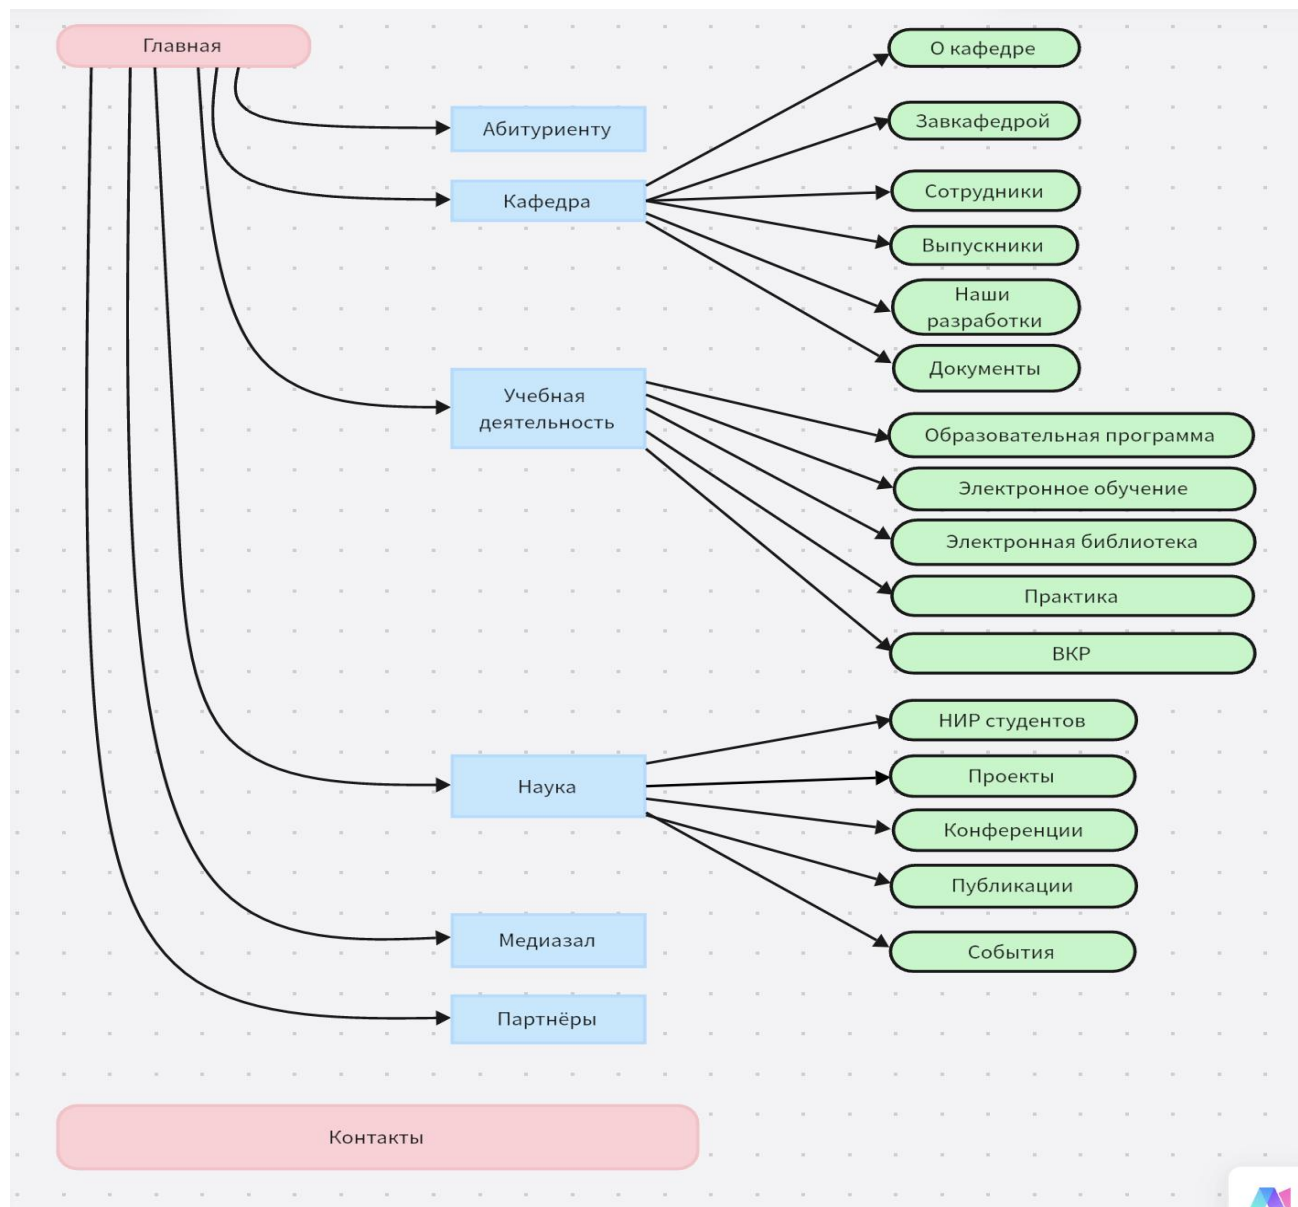 Главная
Абитуриенту
Кафедра
О кафедре
Завкафедрой
Сотрудники
Выпускники
Наши
разработки
Документы
Учебная
деятельность
Образовательная программа
Электронное обучение
Электронная библиотека
Практика
ВКР
Наука
НИР студентов
Проекты
Конференции
Публикации
События
Медиазал
Партнёры
Контакты